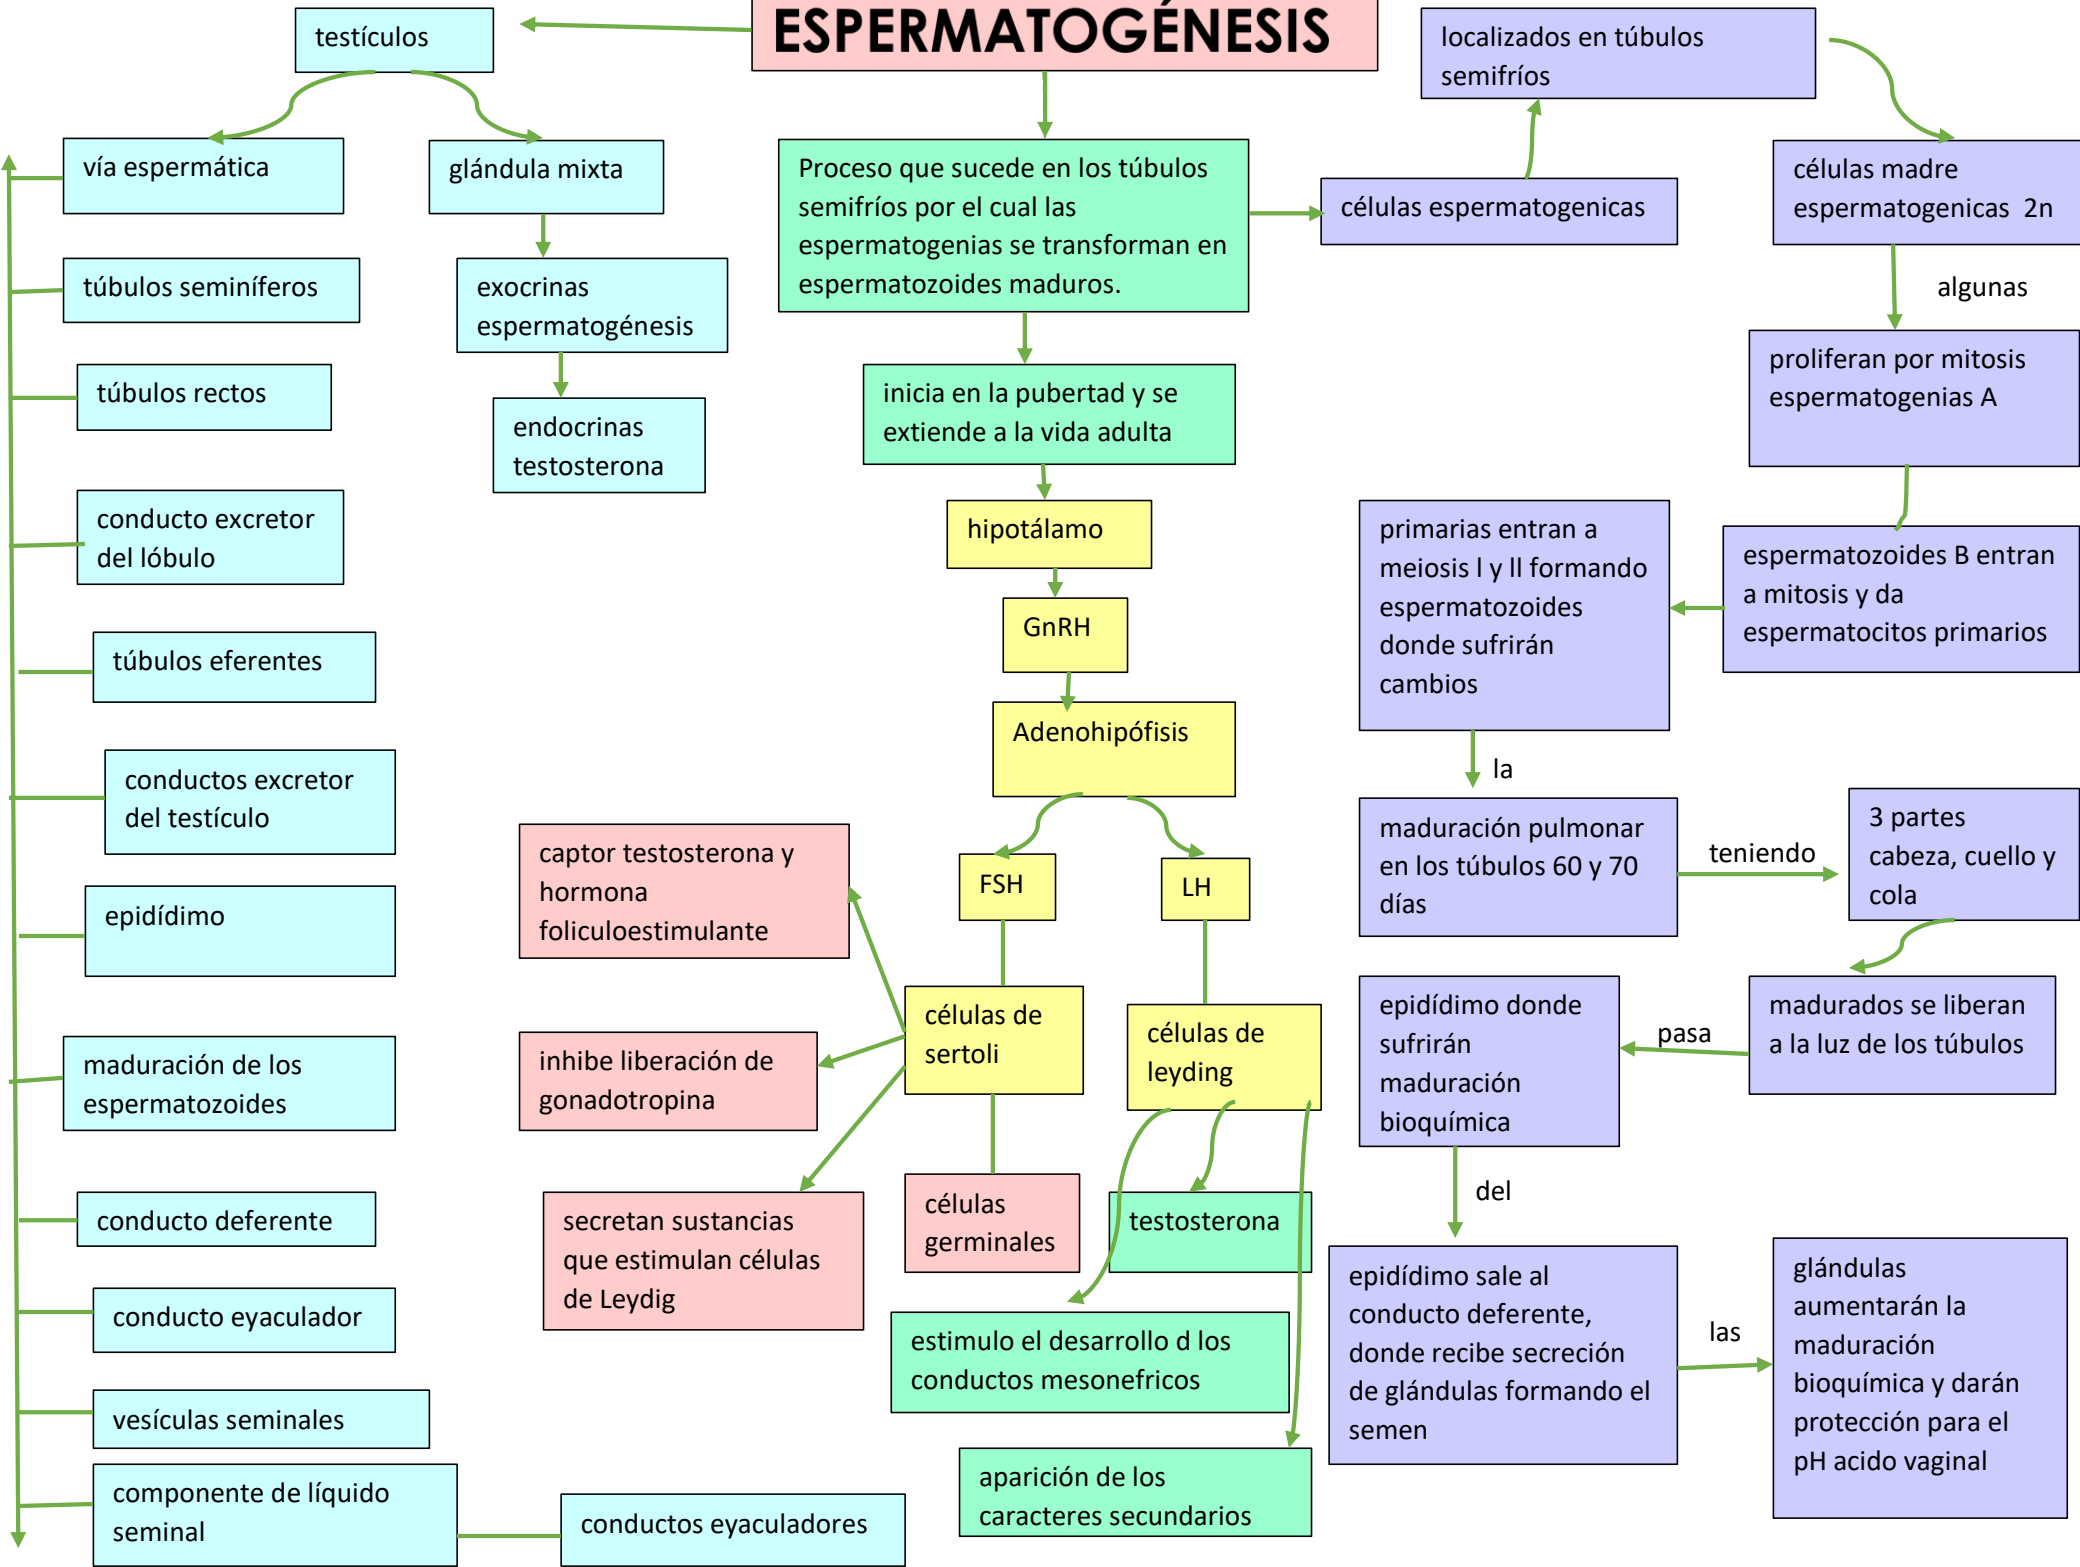 ESPERMATOGÉNESIS
testículos
vía espermática
glándula mixta
túbulos seminíferos
exocrinas
espermatogénesis
túbulos rectos
endocrinas
testosterona
conducto excretor
del lóbulo
túbulos eferentes
conductos excretor
del testículo
epidídimo
maduración de los
espermatozoides
conducto deferente
conducto eyaculador
vesículas seminales
componente de líquido
seminal
conductos eyaculadores
Proceso que sucede en los túbulos
semifríos por el cual las
espermatogenias se transforman en
espermatozoides maduros.
inicia en la pubertad y se
extiende a la vida adulta
hipotálamo
GnRH
Adenohipófisis
FSH
LH
células de
sertoli
células de
leyding
captor testosterona y
hormona
foliculoestimulante
inhibe liberación de
gonadotropina
secretan sustancias
que estimulan células
de Leydig
células
germinales
testosterona
estimulo el desarrollo d los
conductos mesonefricos
aparición de los
caracteres secundarios
células espermatogenicas
localizados en túbulos
semifríos
células madre
espermatogenicas 2n
algunas
proliferan por mitosis
espermatogenias A
espermatozoides B entran
a mitosis y da
espermatocitos primarios
primarias entran a
meiosis l y ll formando
espermatozoides
donde sufrirán
cambios
la
maduración pulmonar
en los túbulos 60 y 70
días
teniendo
3 partes
cabeza, cuello y
cola
madurados se liberan
a la luz de los túbulos
pasa
epidídimo donde
sufrirán
maduración
bioquímica
del
epidídimo sale al
conducto deferente,
donde recibe secreción
de glándulas formando el
semen
las
glándulas
aumentarán la
maduración
bioquímica y darán
protección para el
pH acido vaginal